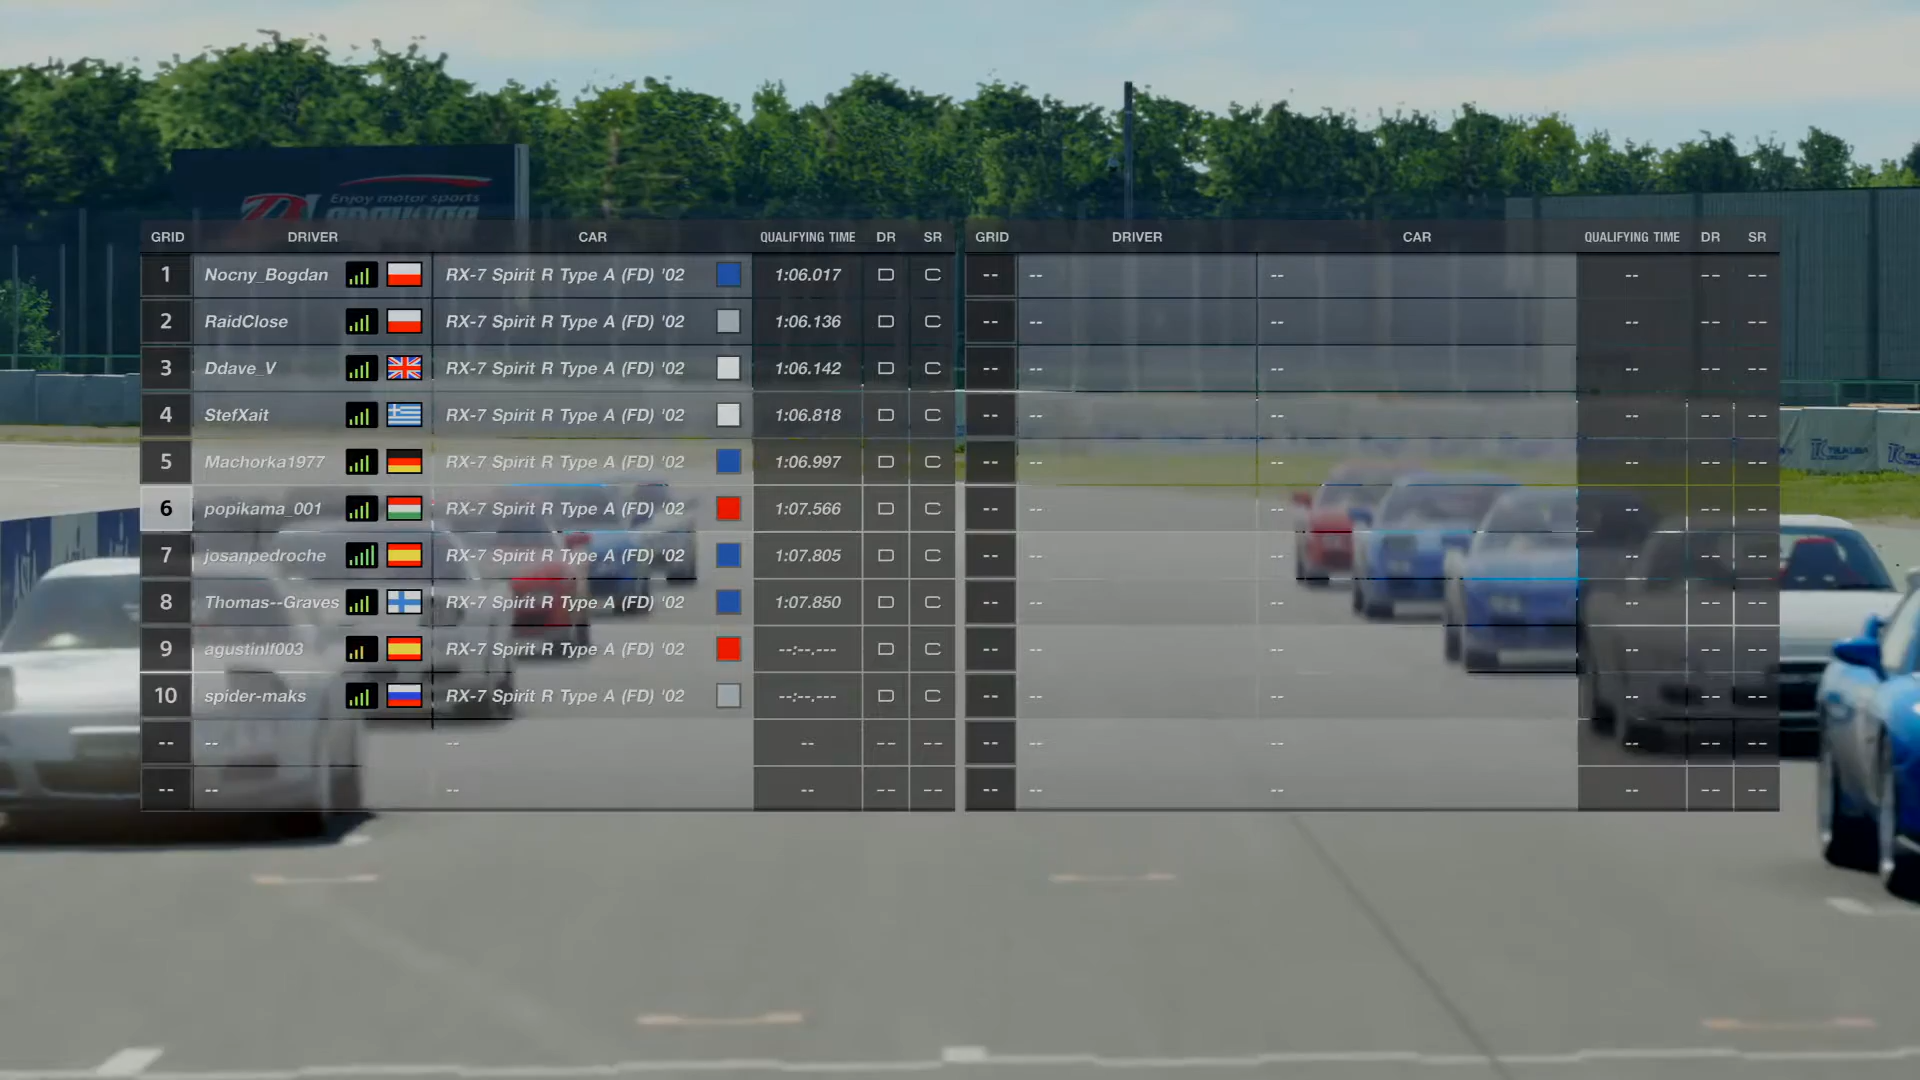 Enjoy motor sports
GRID DRIVER CAR QUALIFYING TIME DR SR
1 Nocny_Bogdan RX-7 Spirit R Type A (FD) '02 1:06.017 D C
2 RaidClose RX-7 Spirit R Type A (FD) '02 1:06.136 D C
3 Ddave_V RX-7 Spirit R Type A (FD) '02 1:06.142 D C
4 StefXait RX-7 Spirit R Type A (FD) '02 1:06.818 D C
5 Machorka1977 RX-7 Spirit R Type A (FD) '02 1:06.997 D C
6 popikama_001 RX-7 Spirit R Type A (FD) '02 1:07.566 D C
7 josanpedroche RX-7 Spirit R Type A (FD) '02 1:07.805 D C
8 Thomas--Graves RX-7 Spirit R Type A (FD) '02 1:07.850 D C
9 agustinlf003 RX-7 Spirit R Type A (FD) '02 --:--.--- D C
10 spider-maks RX-7 Spirit R Type A (FD) '02 --:--.--- D C
-- -- -- -- -- --
-- -- -- -- -- --
GRID DRIVER CAR QUALIFYING TIME DR SR
-- -- -- -- -- --
-- -- -- -- -- --
-- -- -- -- -- --
-- -- -- -- -- --
-- -- -- -- -- --
-- -- -- -- -- --
-- -- -- -- -- --
-- -- -- -- -- --
-- -- -- -- -- --
-- -- -- -- -- --
-- -- -- -- -- --
-- -- -- -- -- --